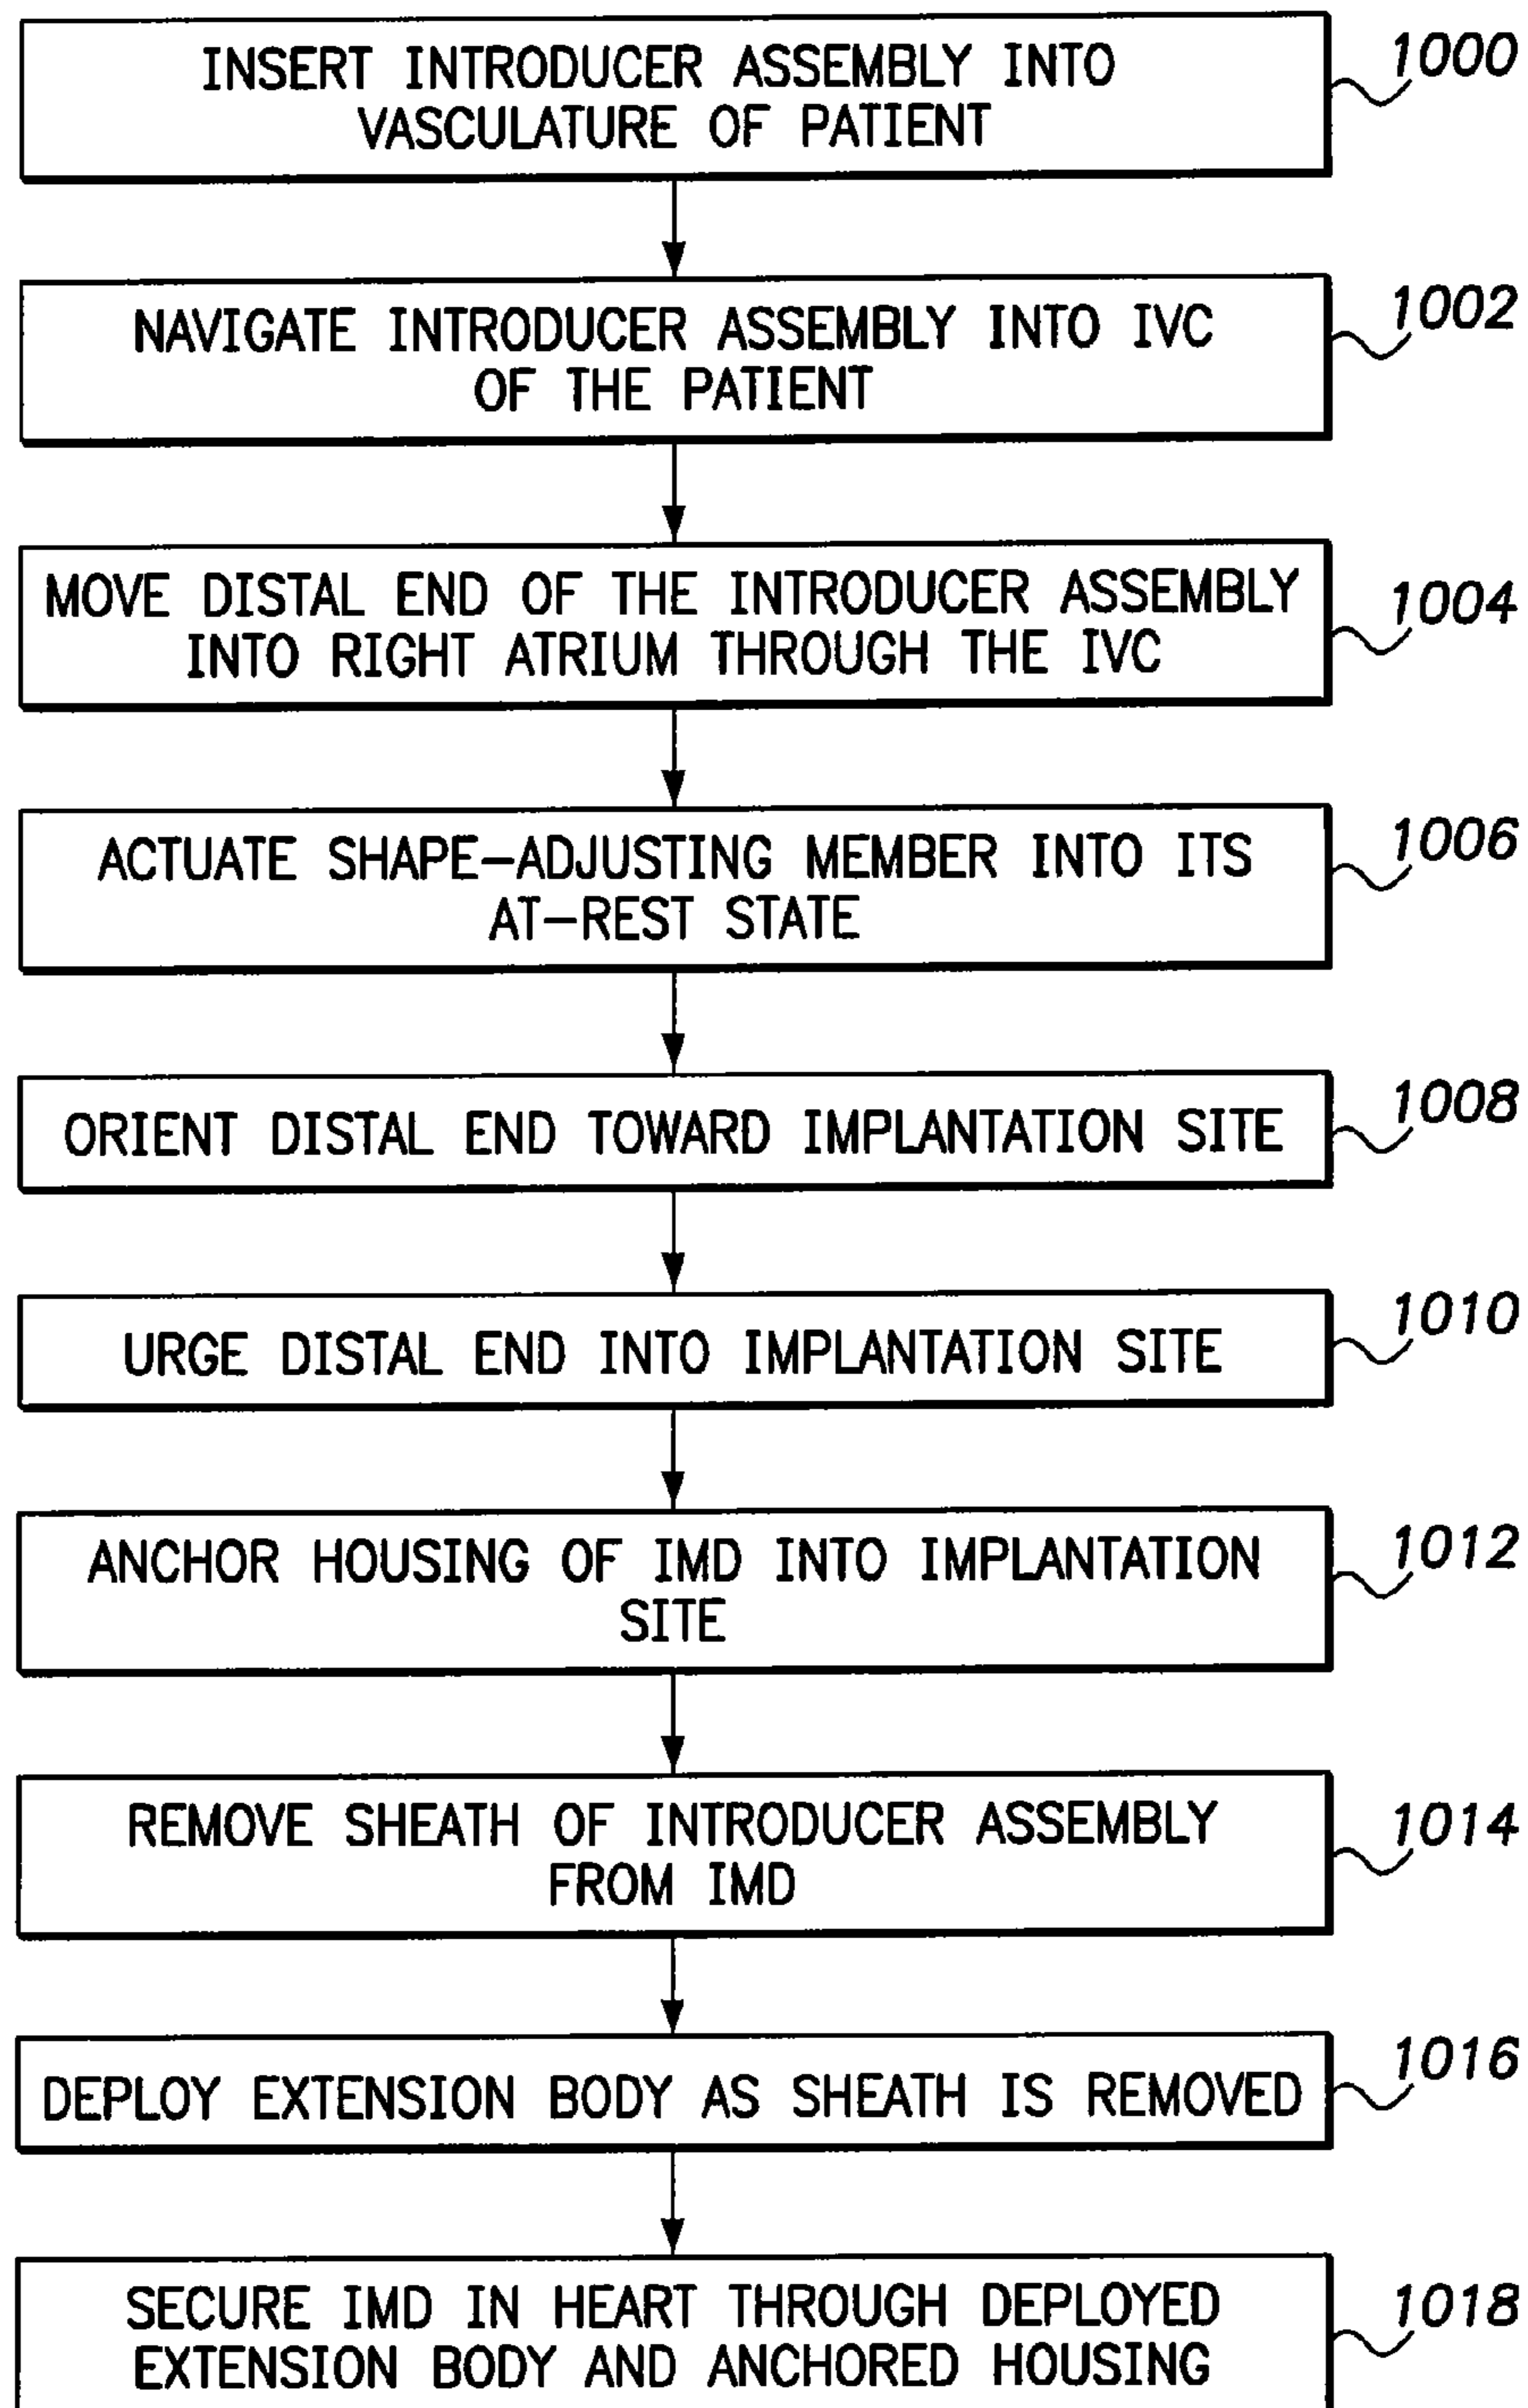 INSERT INTRODUCER ASSEMBLY INTO
VASCULATURE OF PATIENT
1000
NAVIGATE INTRODUCER ASSEMBLY INTO IVC
OF THE PATIENT
1002
MOVE DISTAL END OF THE INTRODUCER ASSEMBLY
INTO RIGHT ATRIUM THROUGH THE IVC
1004
ACTUATE SHAPE-ADJUSTING MEMBER INTO ITS
AT-REST STATE
1006
ORIENT DISTAL END TOWARD IMPLANTATION SITE
1008
URGE DISTAL END INTO IMPLANTATION SITE
1010
ANCHOR HOUSING OF IMD INTO IMPLANTATION
SITE
1012
REMOVE SHEATH OF INTRODUCER ASSEMBLY
FROM IMD
1014
DEPLOY EXTENSION BODY AS SHEATH IS REMOVED
1016
SECURE IMD IN HEART THROUGH DEPLOYED
EXTENSION BODY AND ANCHORED HOUSING
1018